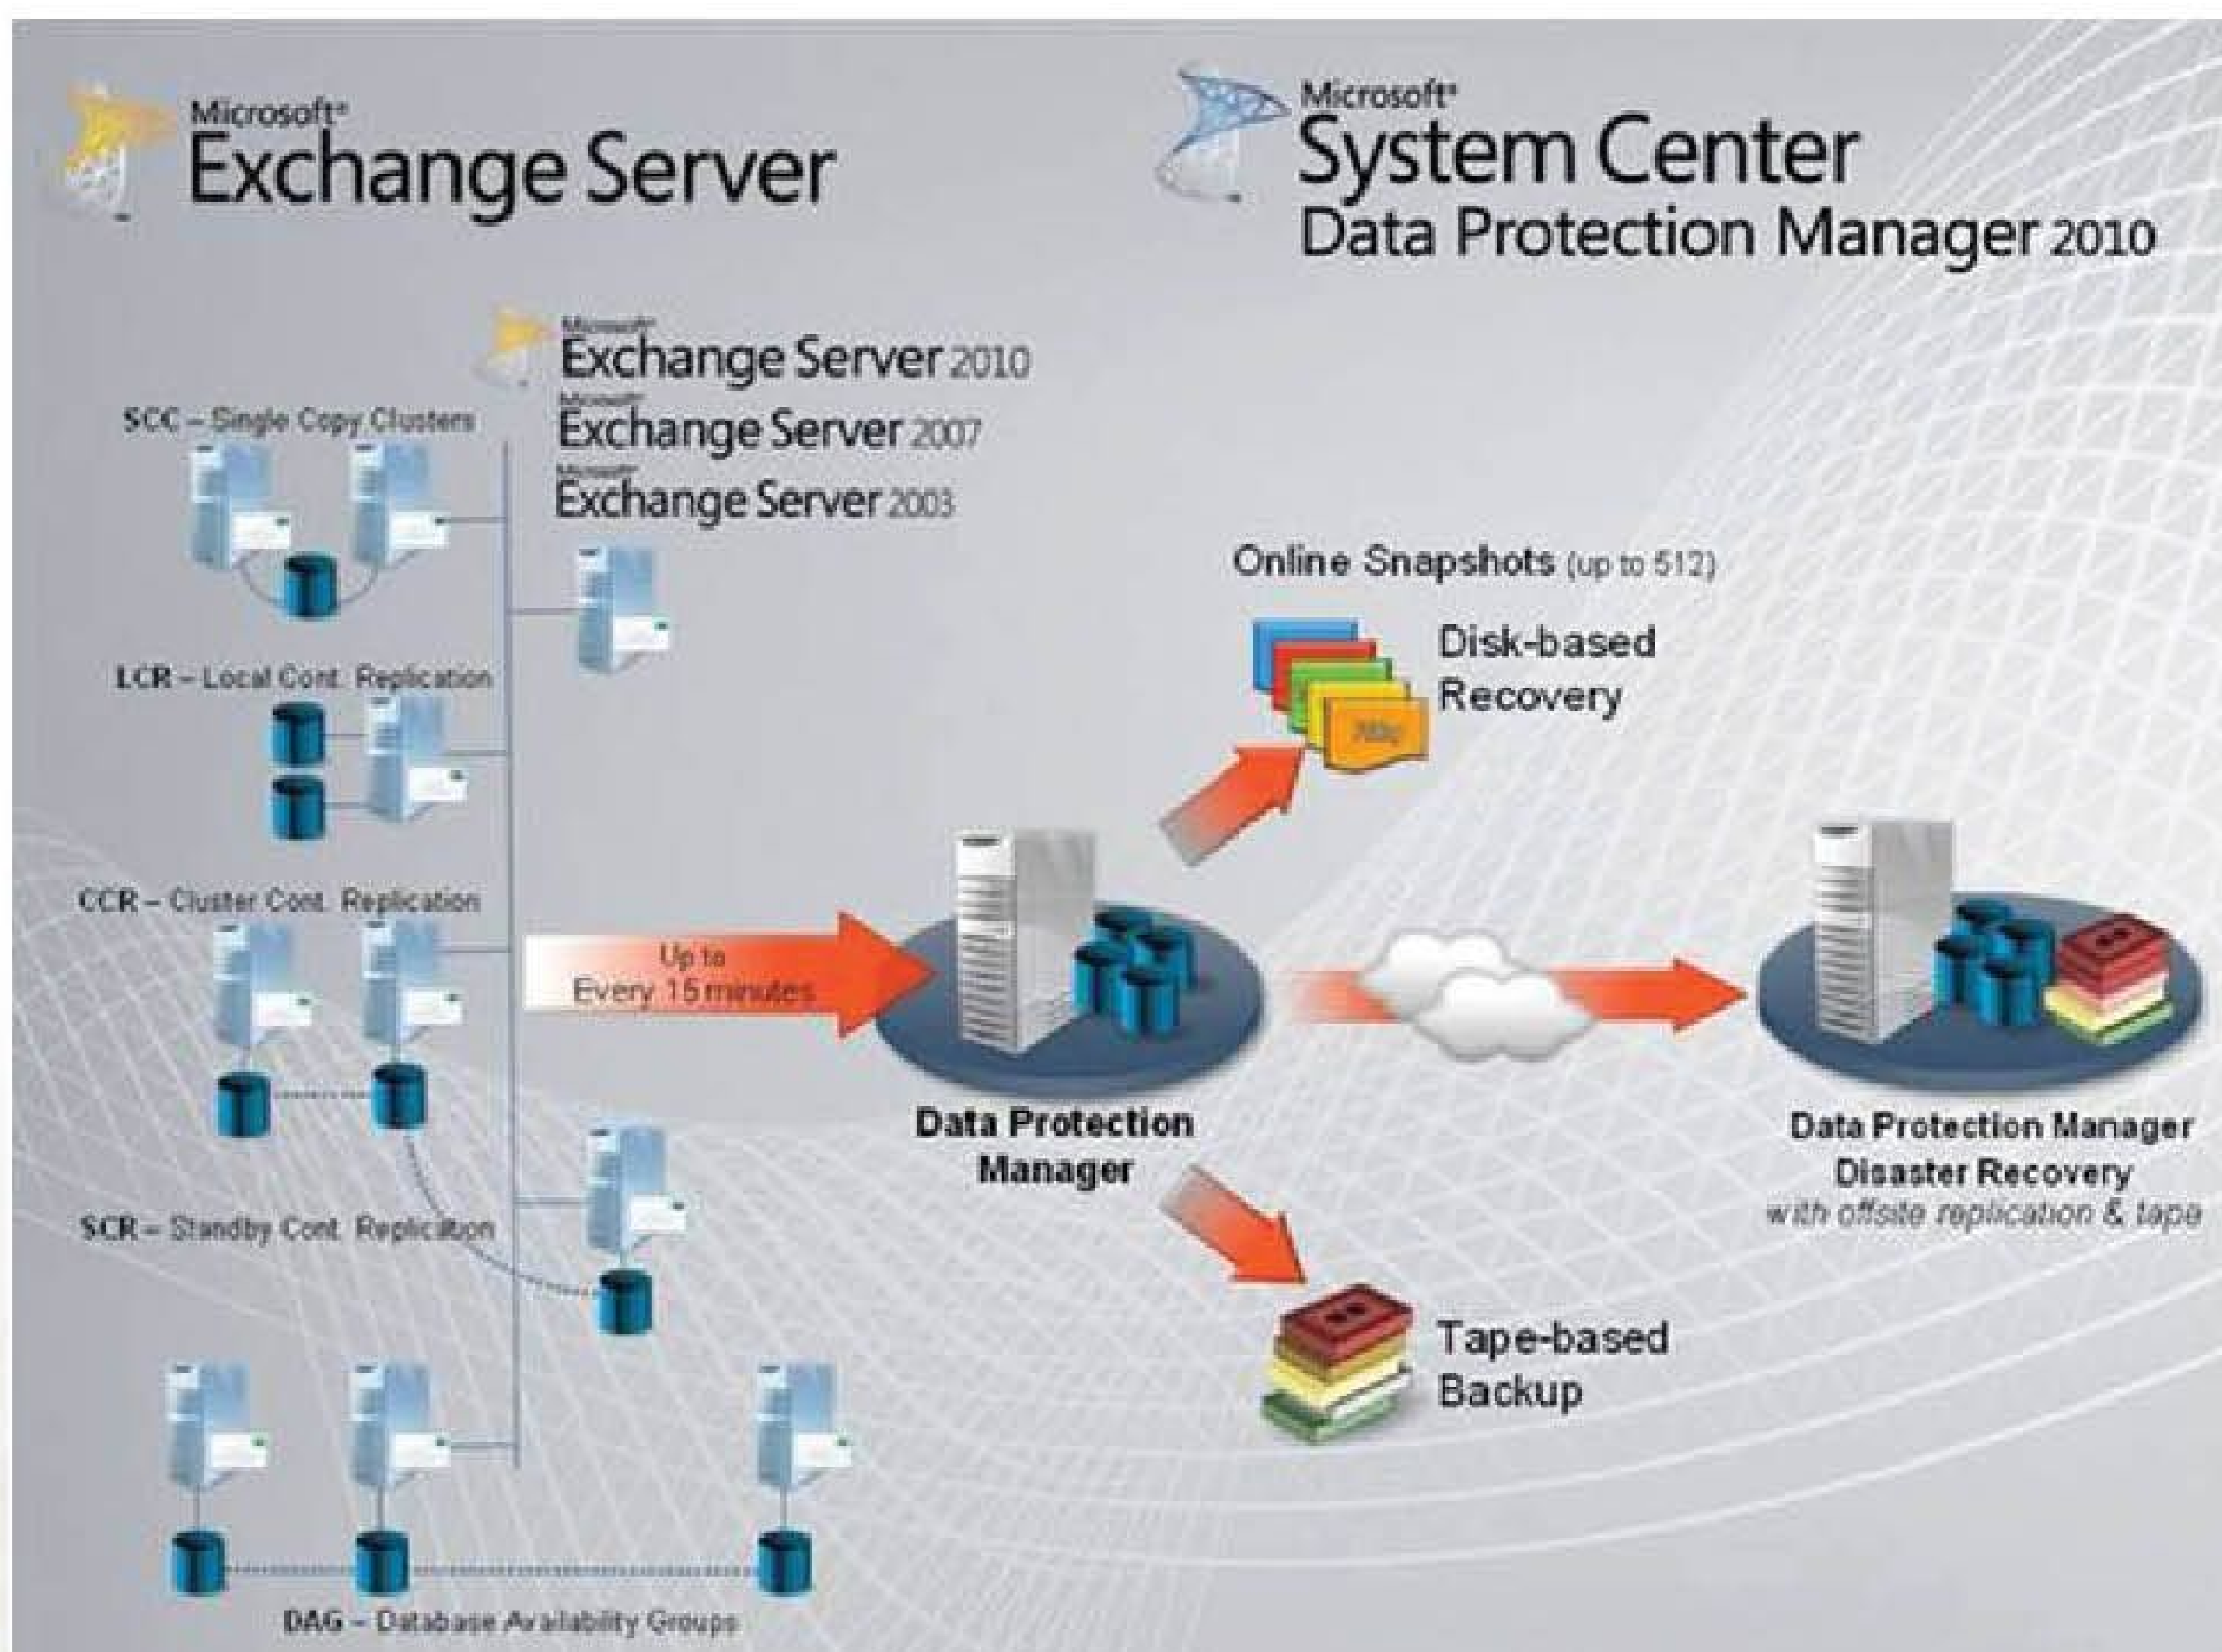 Microsoft®
Exchange Server
Microsoft®
System Center
Data Protection Manager 2010
Microsoft®
Exchange Server 2010
Microsoft®
Exchange Server 2007
Microsoft®
Exchange Server 2003
SCC – Single Copy Clusters
LCR – Local Cont. Replication
CCR – Cluster Cont. Replication
SCR – Standby Cont. Replication
DAG – Database Availability Groups
Up to
Every 15 minutes
Online Snapshots (up to 512)
Disk-based
Recovery
Data Protection
Manager
Tape-based
Backup
Data Protection Manager
Disaster Recovery
with offsite replication & tape